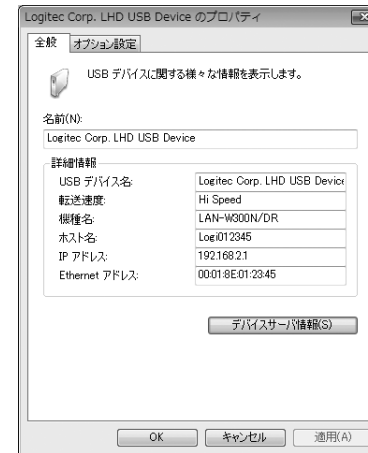 Logitec Corp. LHD USB Device のプロパティ
全般 オプション設定
USB デバイスに関する様々な情報を表示します。
名前(N):
Logitec Corp. LHD USB Device
詳細情報
USB デバイス名: Logitec Corp. LHD USB Device
転送速度: Hi Speed
機種名: LAN-W300N/DR
ホスト名: Logi012345
IP アドレス: 192.168.2.1
Ethernet アドレス: 00:01:8E:01:23:45
デバイスサーバ情報(S)
OK キャンセル 適用(A)